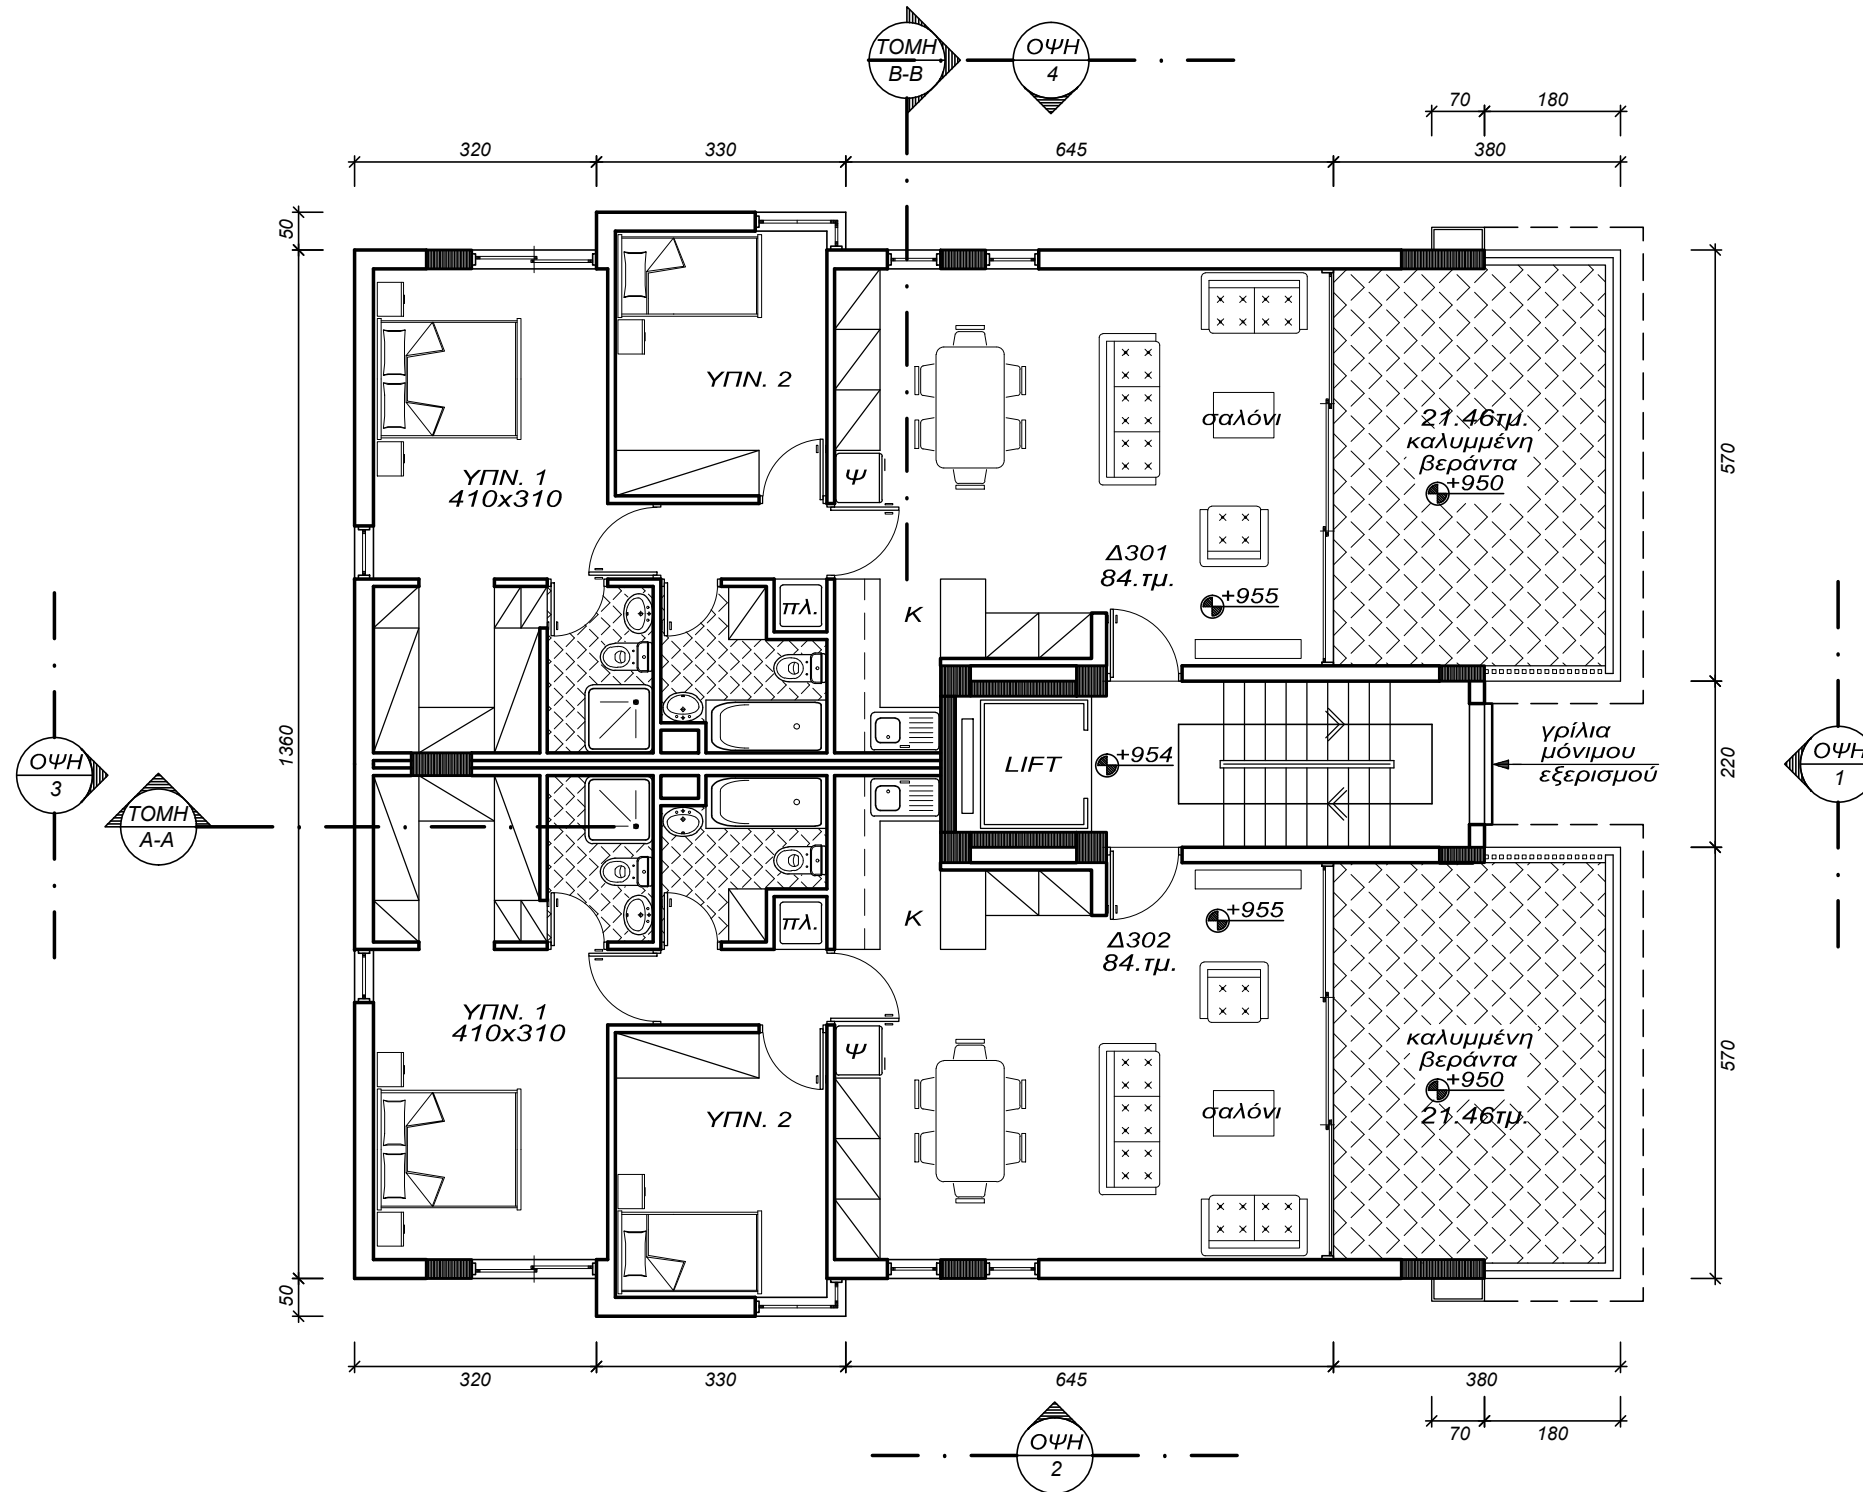 ΤΟΜΗ
Β-Β
ΟΨΗ
4
70
180
320
330
645
380
50
ΥΠΝ. 2
ΥΠΝ. 1
410x310
Ψ
σαλόνι
21.46τμ.
καλυμμένη
βεράντα
+950
570
Δ301
84.τμ.
+955
πλ.
Κ
1360
ΟΨΗ
3
ΤΟΜΗ
Α-Α
LIFT
+954
γρίλια
μόνιμου
εξερισμού
220
ΟΨΗ
1
πλ.
Κ
+955
Δ302
84.τμ.
ΥΠΝ. 1
410x310
Ψ
ΥΠΝ. 2
σαλόνι
καλυμμένη
βεράντα
+950
21.46τμ.
570
50
320
330
645
380
70
180
ΟΨΗ
2